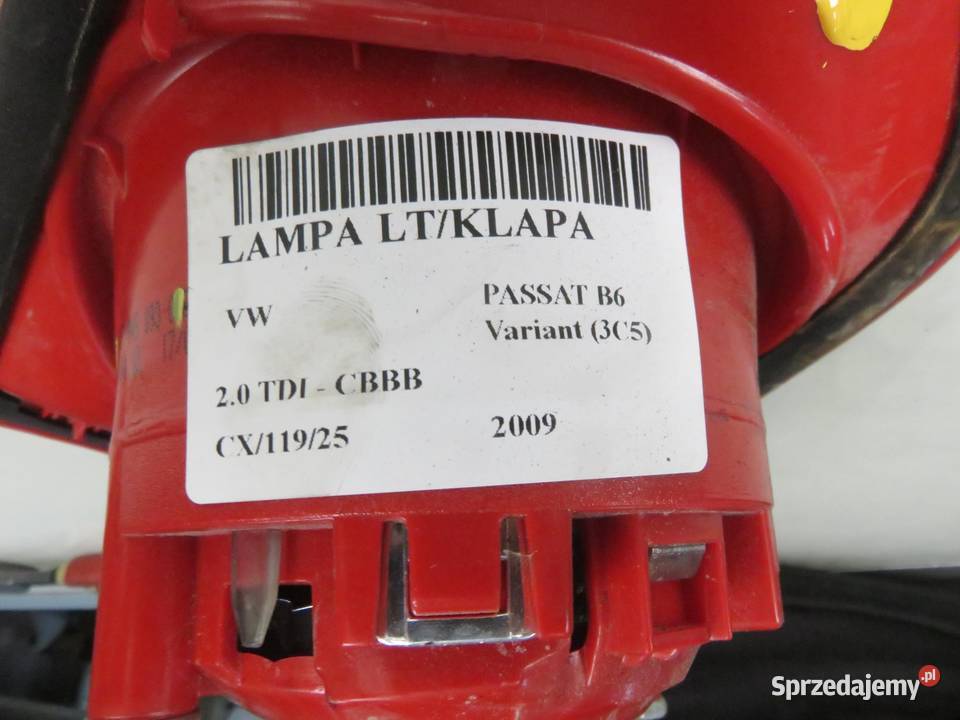 LAMPA LT/KLAPA
VW
PASSAT B6
Variant (3C5)
2.0 TDI - CBBB
CX/119/25
2009
Sprzedajemy.pl